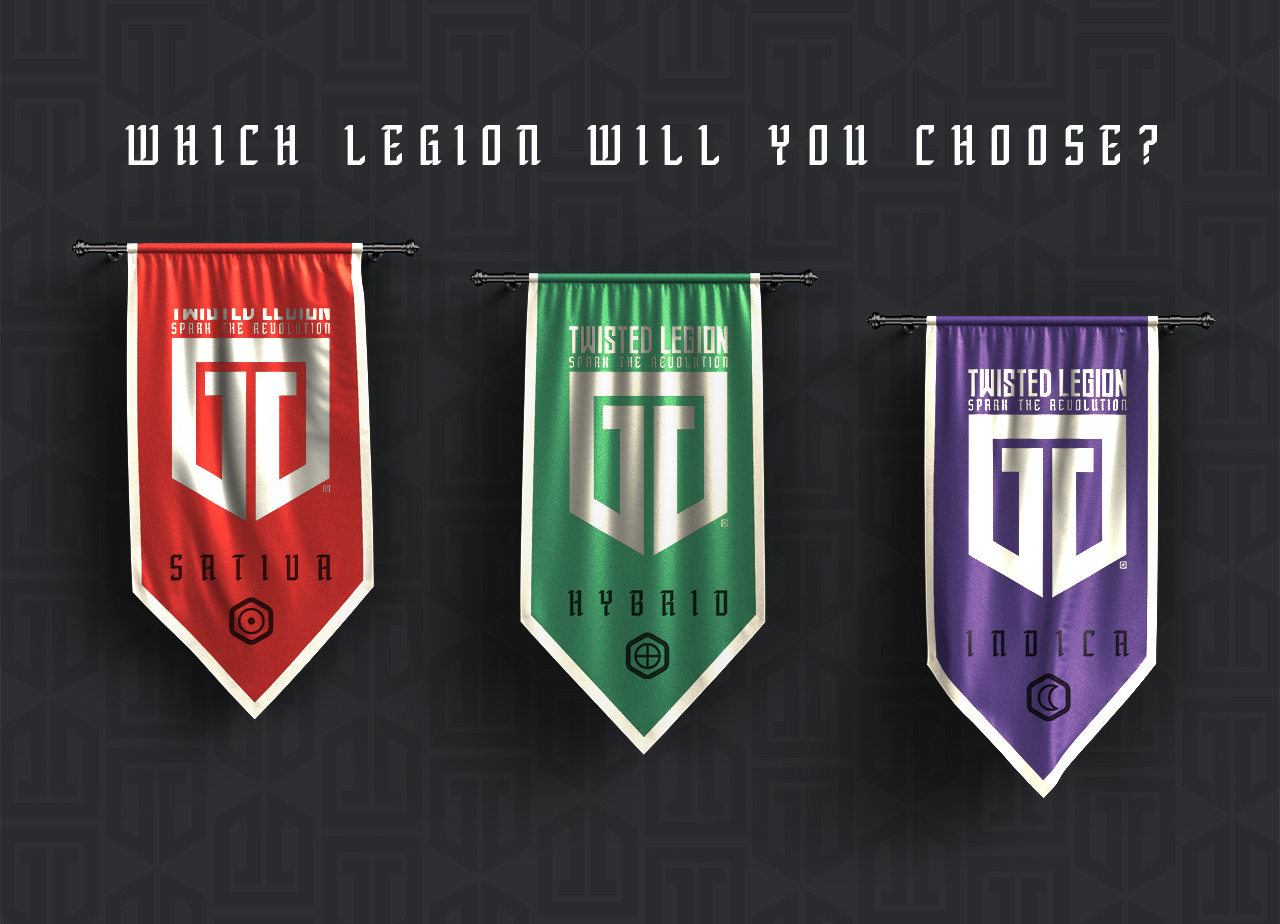 WHICH LEGION WILL YOU CHOOSE?
TWISTED LEGION
SPARK THE REVOLUTION
SATIVA
TWISTED LEGION
SPARK THE REVOLUTION
HYBRID
TWISTED LEGION
SPARK THE REVOLUTION
INDICA